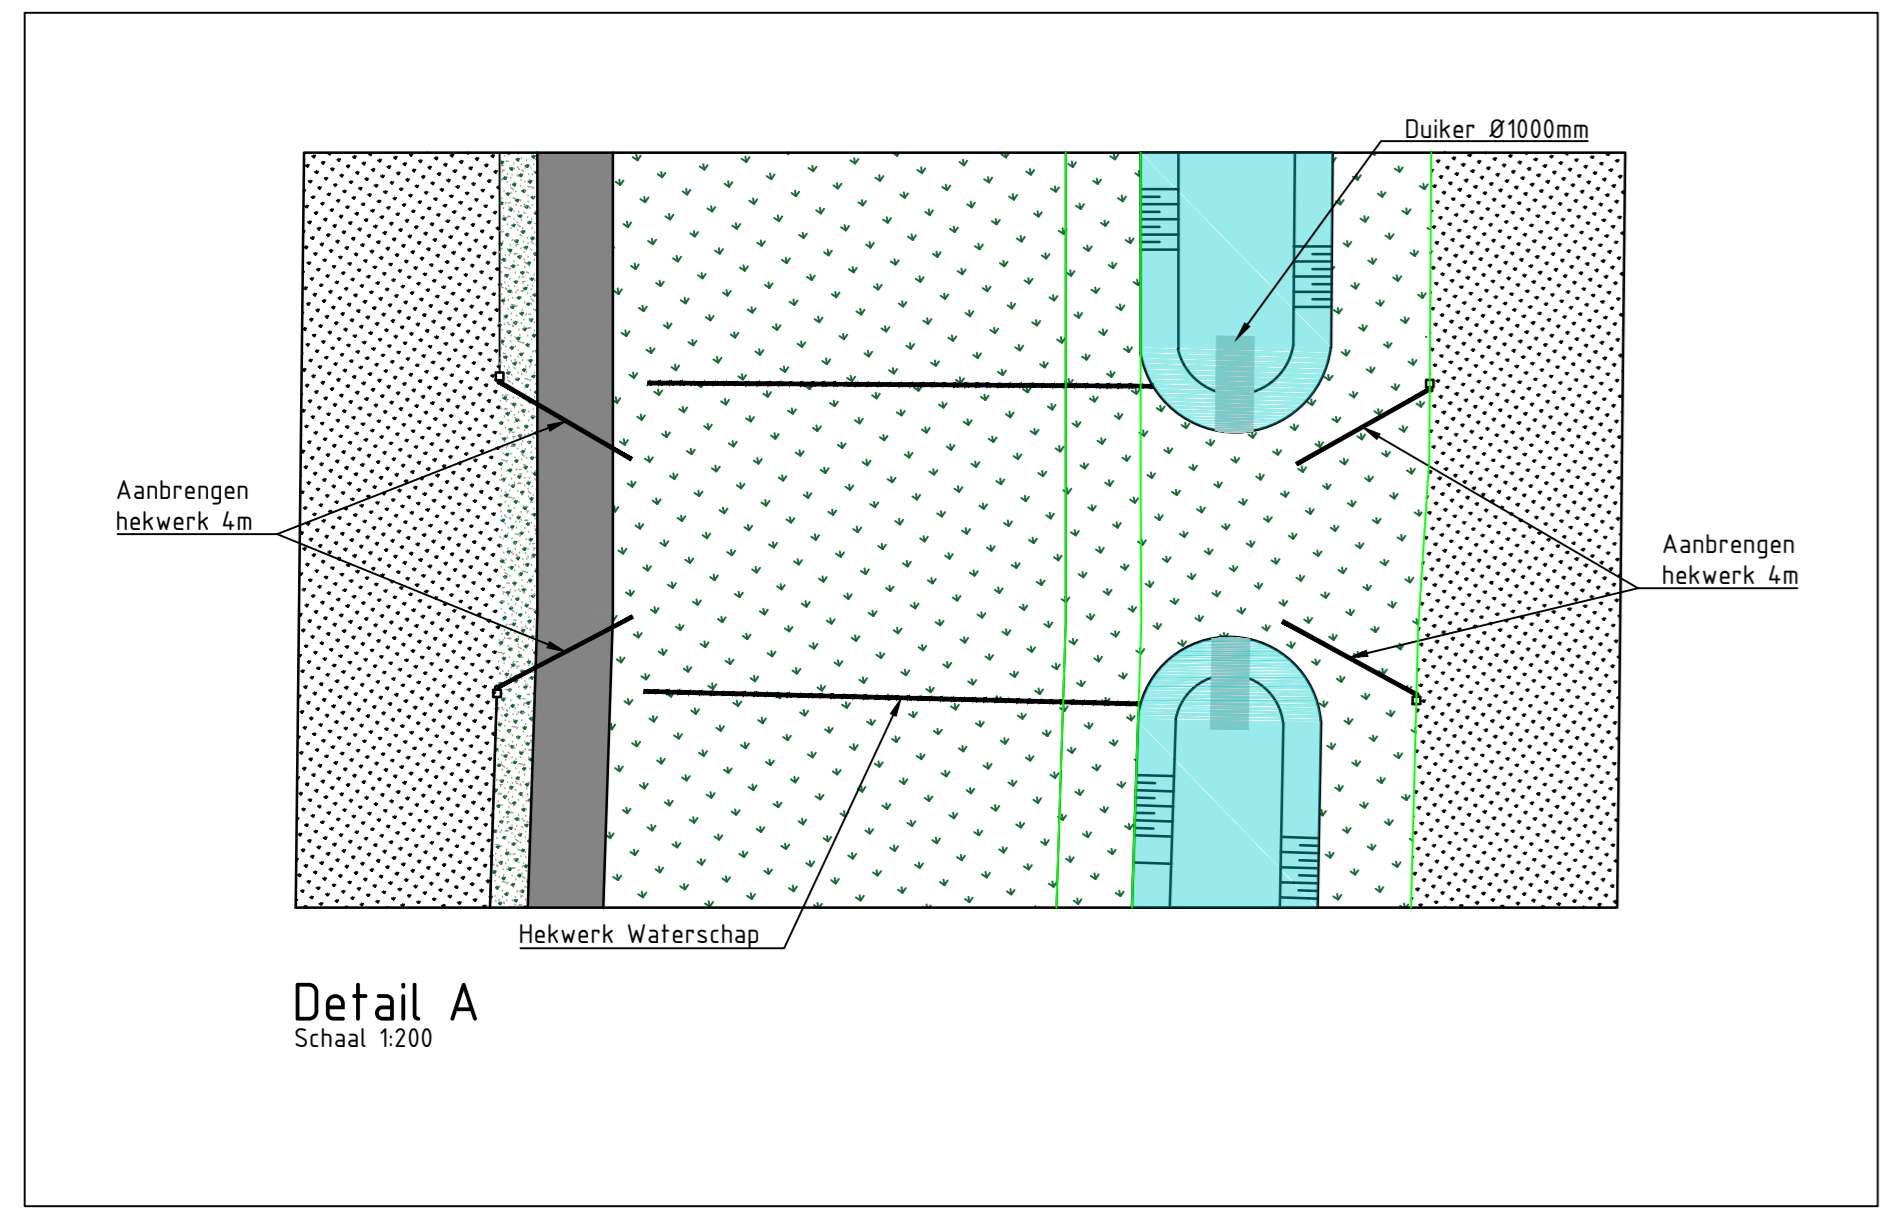 Duiker Ø1000mm
Aanbrengen
hekwerk 4m
Aanbrengen
hekwerk 4m
Hekwerk Waterschap
Detail A
Schaal 1:200